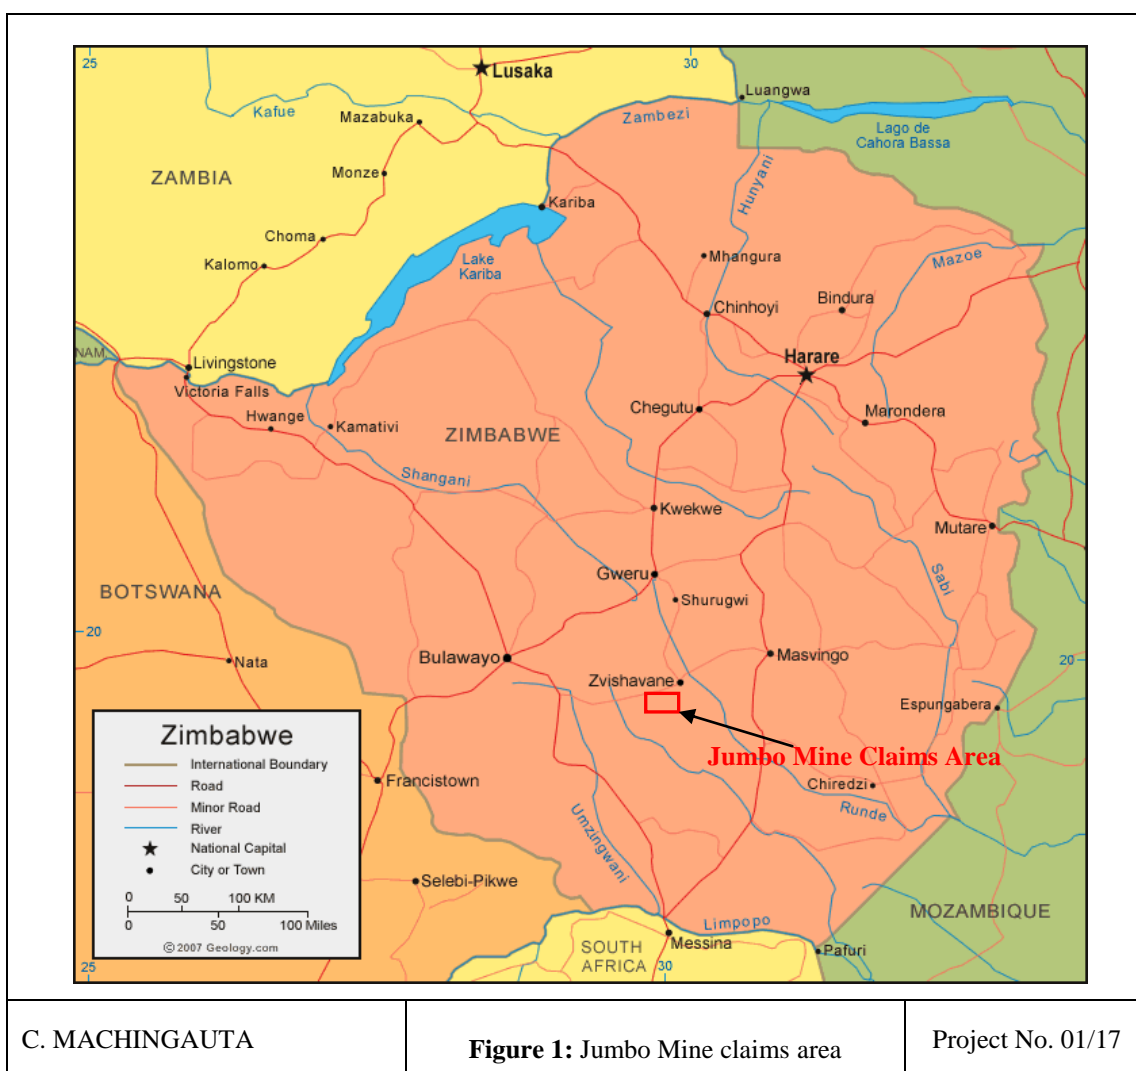 25
30
Lusaka
Luangwa
Kafue
Mazabuka
Zambezi
Lago de
Cahora Bassa
ZAMBIA
Monze
Hunyani
Kariba
Choma
Kalomo
Lake
Kariba
Mhangura
Mazoe
Chinhoyi
Bindura
NAM.
Livingstone
Harare
Victoria Falls
Hwange
Kamativi
Chegutu
Marondera
ZIMBABWE
Shangani
Kwekwe
Mutare
Gweru
Sabi
BOTSWANA
Shurugwi
20
Bulawayo
Masvingo
20
Nata
Zvishavane
Espungabera
Jumbo Mine Claims Area
Francistown
Chiredzi
Runde
Umzingwani
Selebi-Pikwe
MOZAMBIQUE
Limpopo
Messina
SOUTH
AFRICA
Pafuri
25
30
Zimbabwe
International Boundary
Road
Minor Road
River
National Capital
City or Town
0 50 100 KM
0 50 100 Miles
© 2007 Geology.com
C. MACHINGAUTA
Figure 1: Jumbo Mine claims area
Project No. 01/17